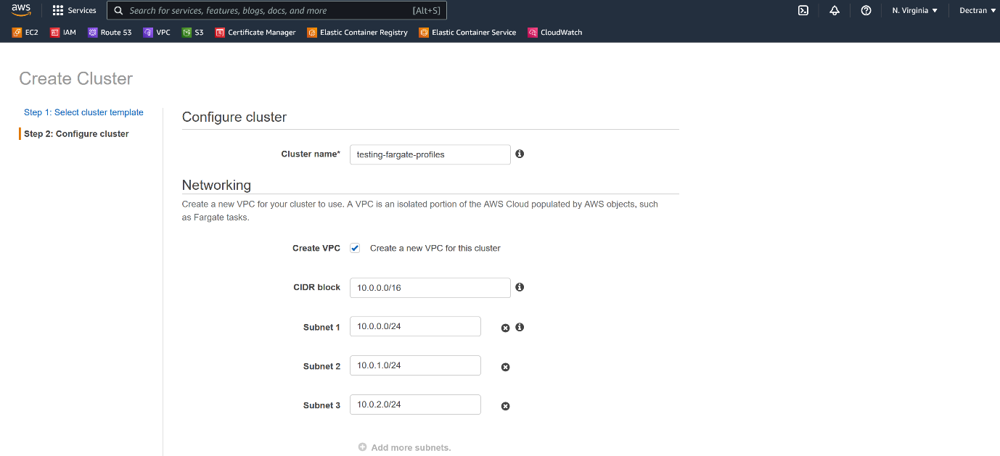 aws Services Search for services, features, blogs, docs, and more [Alt+S] N. Virginia ▼ Dectran ▼
EC2 IAM Route 53 VPC S3 Certificate Manager Elastic Container Registry Elastic Container Service CloudWatch
Create Cluster
Step 1: Select cluster template
Step 2: Configure cluster
Configure cluster
Cluster name* testing-fargate-profiles
Networking
Create a new VPC for your cluster to use. A VPC is an isolated portion of the AWS Cloud populated by AWS objects, such
as Fargate tasks.
Create VPC Create a new VPC for this cluster
CIDR block 10.0.0.0/16
Subnet 1 10.0.0.0/24
Subnet 2 10.0.1.0/24
Subnet 3 10.0.2.0/24
Add more subnets.